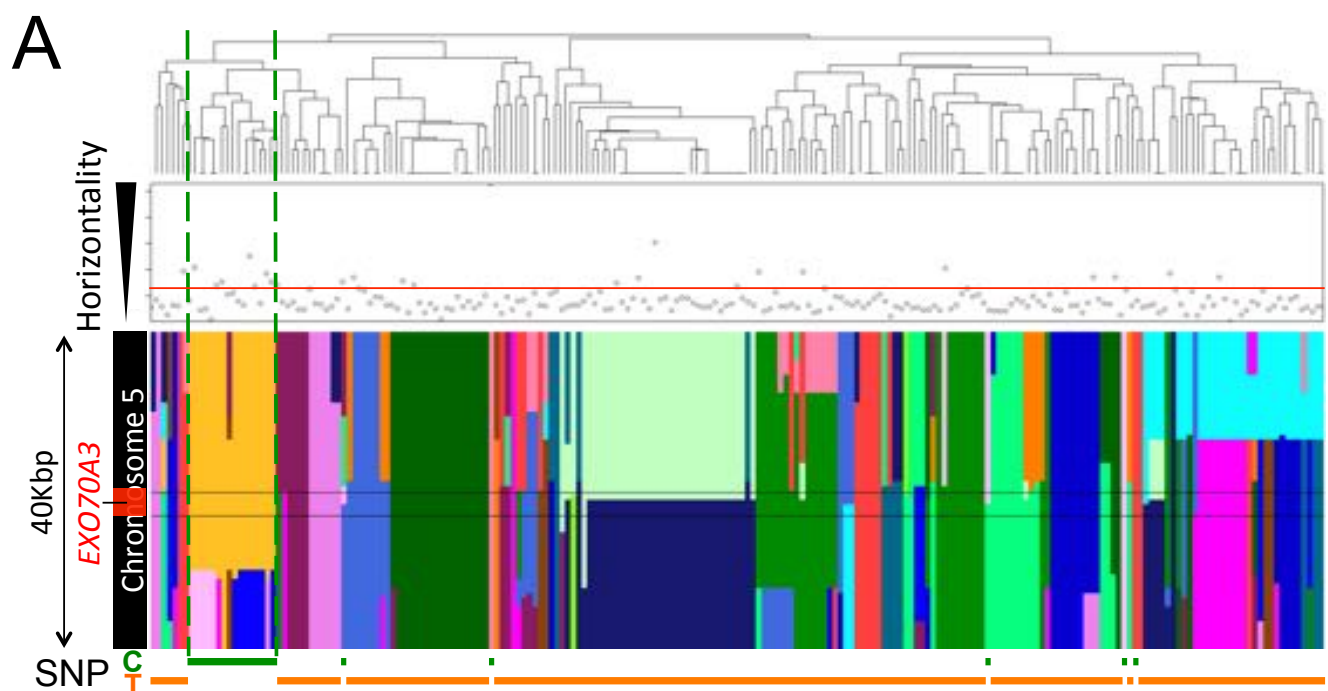 A
Horizontality
40Kbp
EXO70A3
Chromosome 5
SNP
C
T